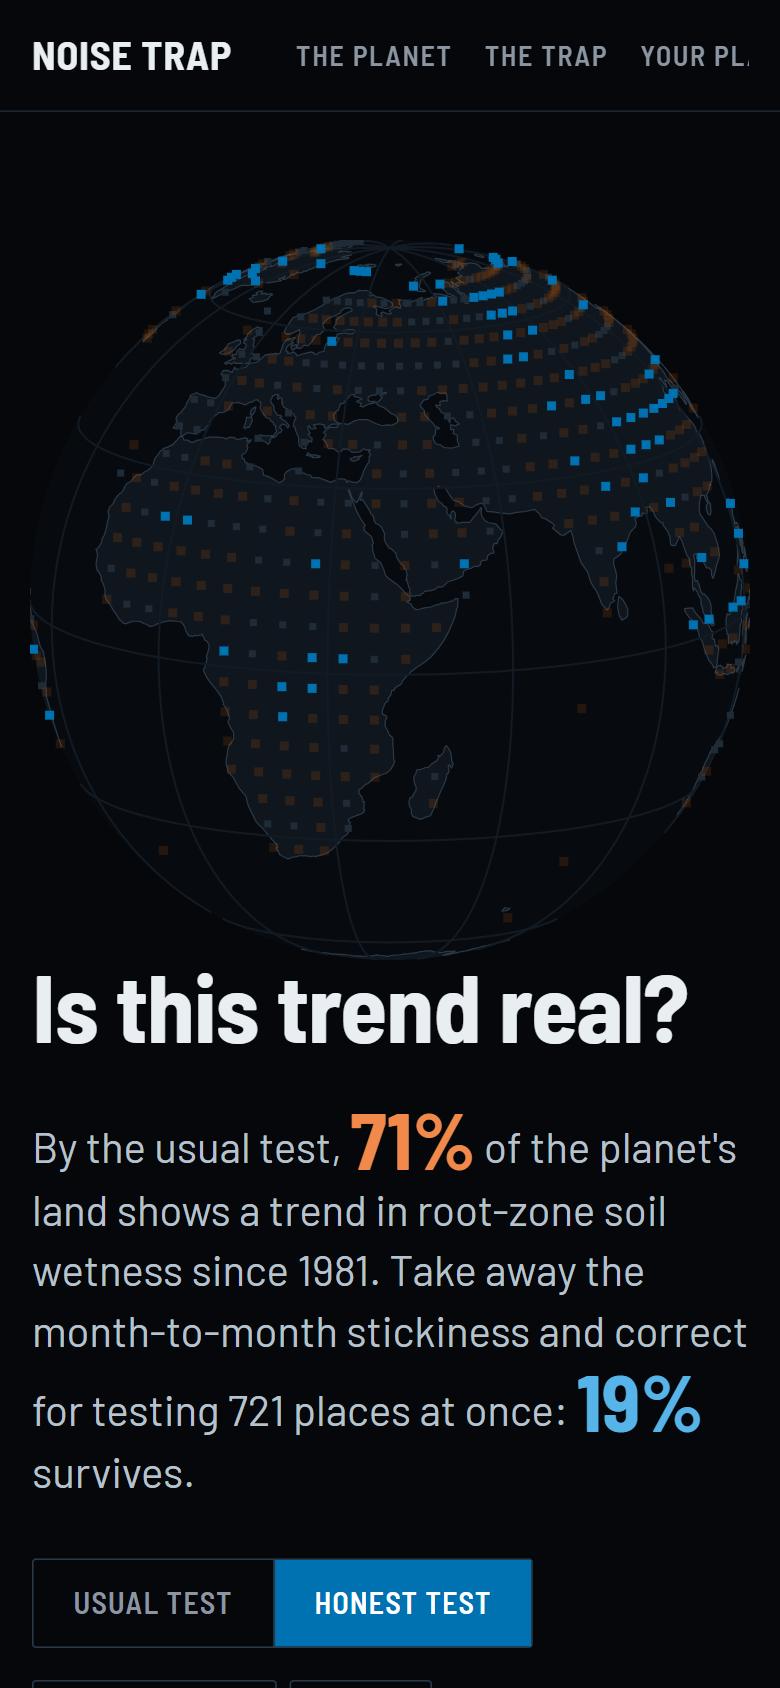 NOISE TRAP THE PLANET THE TRAP YOUR PL
Is this trend real?
By the usual test, 71% of the planet's
land shows a trend in root-zone soil
wetness since 1981. Take away the
month-to-month stickiness and correct
for testing 721 places at once: 19%
survives.
USUAL TEST HONEST TEST